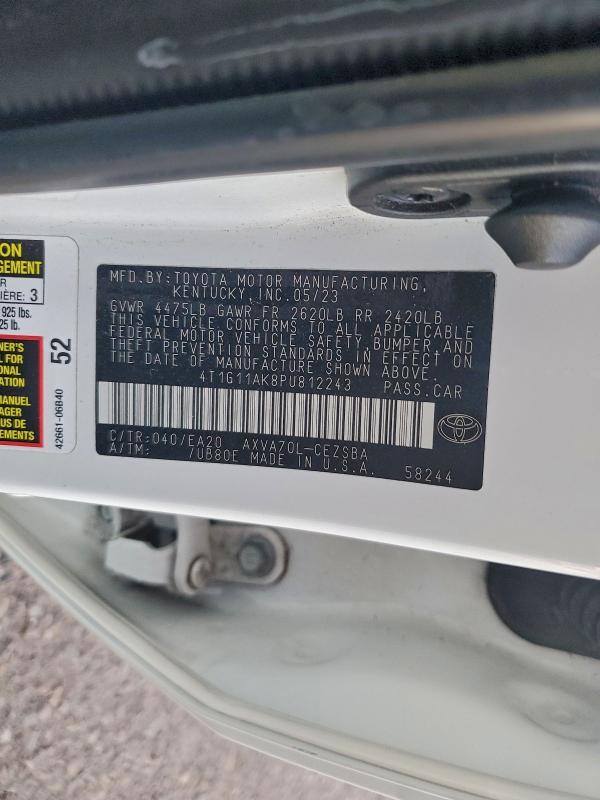 ON
GEMENT
R
IÈRE: 3
925 lbs.
25 lb.
NER'S
L FOR
ONAL
ATION
MANUEL
AGER
US DE
EMENTS
52
42661-06B40
MFD.BY:TOYOTA MOTOR MANUFACTURING,
KENTUCKY, INC. 05/23
GVWR 4475LB GAWR FR 2620LB RR 2420LB
THIS VEHICLE CONFORMS TO ALL APPLICABLE
FEDERAL MOTOR VEHICLE SAFETY, BUMPER, AND
THEFT PREVENTION STANDARDS IN EFFECT ON
THE DATE OF MANUFACTURE SHOWN ABOVE.
4T1G11AK8PU812243 PASS.CAR
C/TR:040/EA20 AXVA70L-CEZSBA
A/TM: /UB80E MADE IN U.S.A. 58244